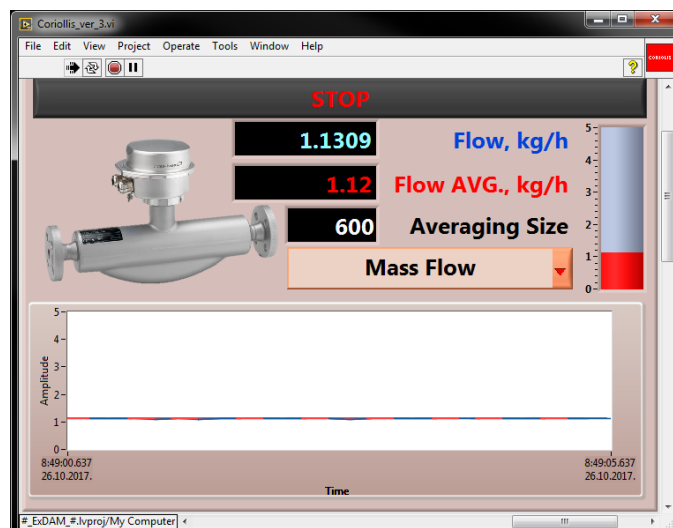 Coriollis_ver_3.vi
File Edit View Project Operate Tools Window Help
CORIOLIS
STOP
1.1309 Flow, kg/h
1.12 Flow AVG., kg/h
600 Averaging Size
Mass Flow
5
4
3
2
1
0
5
4
3
2
1
0
Amplitude
8:49:00.637 8:49:05.637
26.10.2017. 26.10.2017.
Time
#_ExDAM_#.lvproj/My Computer